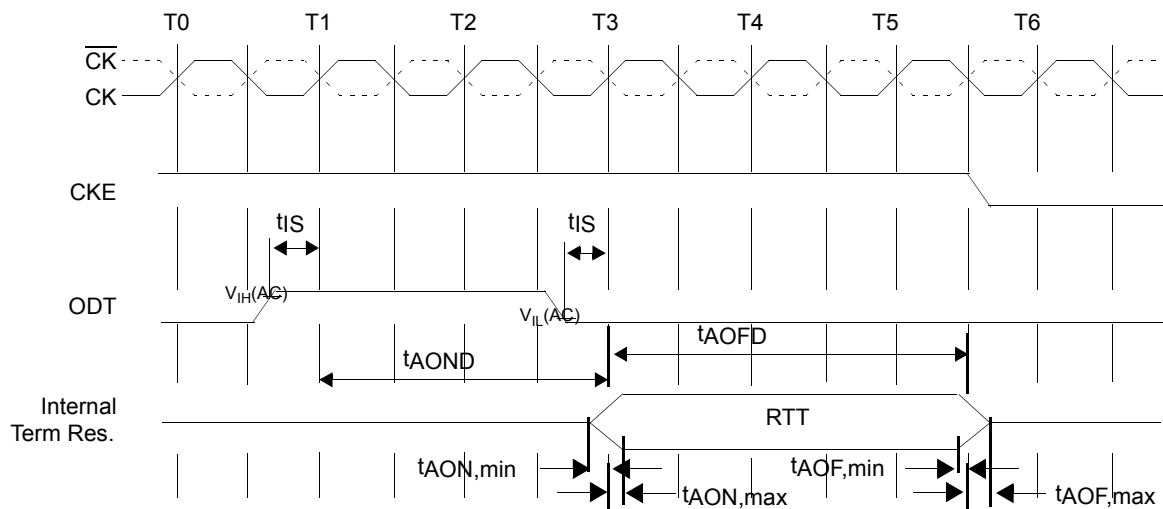 T0 T1 T2 T3 T4 T5 T6
CK
CK
CKE
tIS tIS
VIH(AC)
ODT
VIL(AC)
tAOFD
tAOND
Internal
Term Res.
RTT
tAON,min tAOF,min
tAON,max tAOF,max